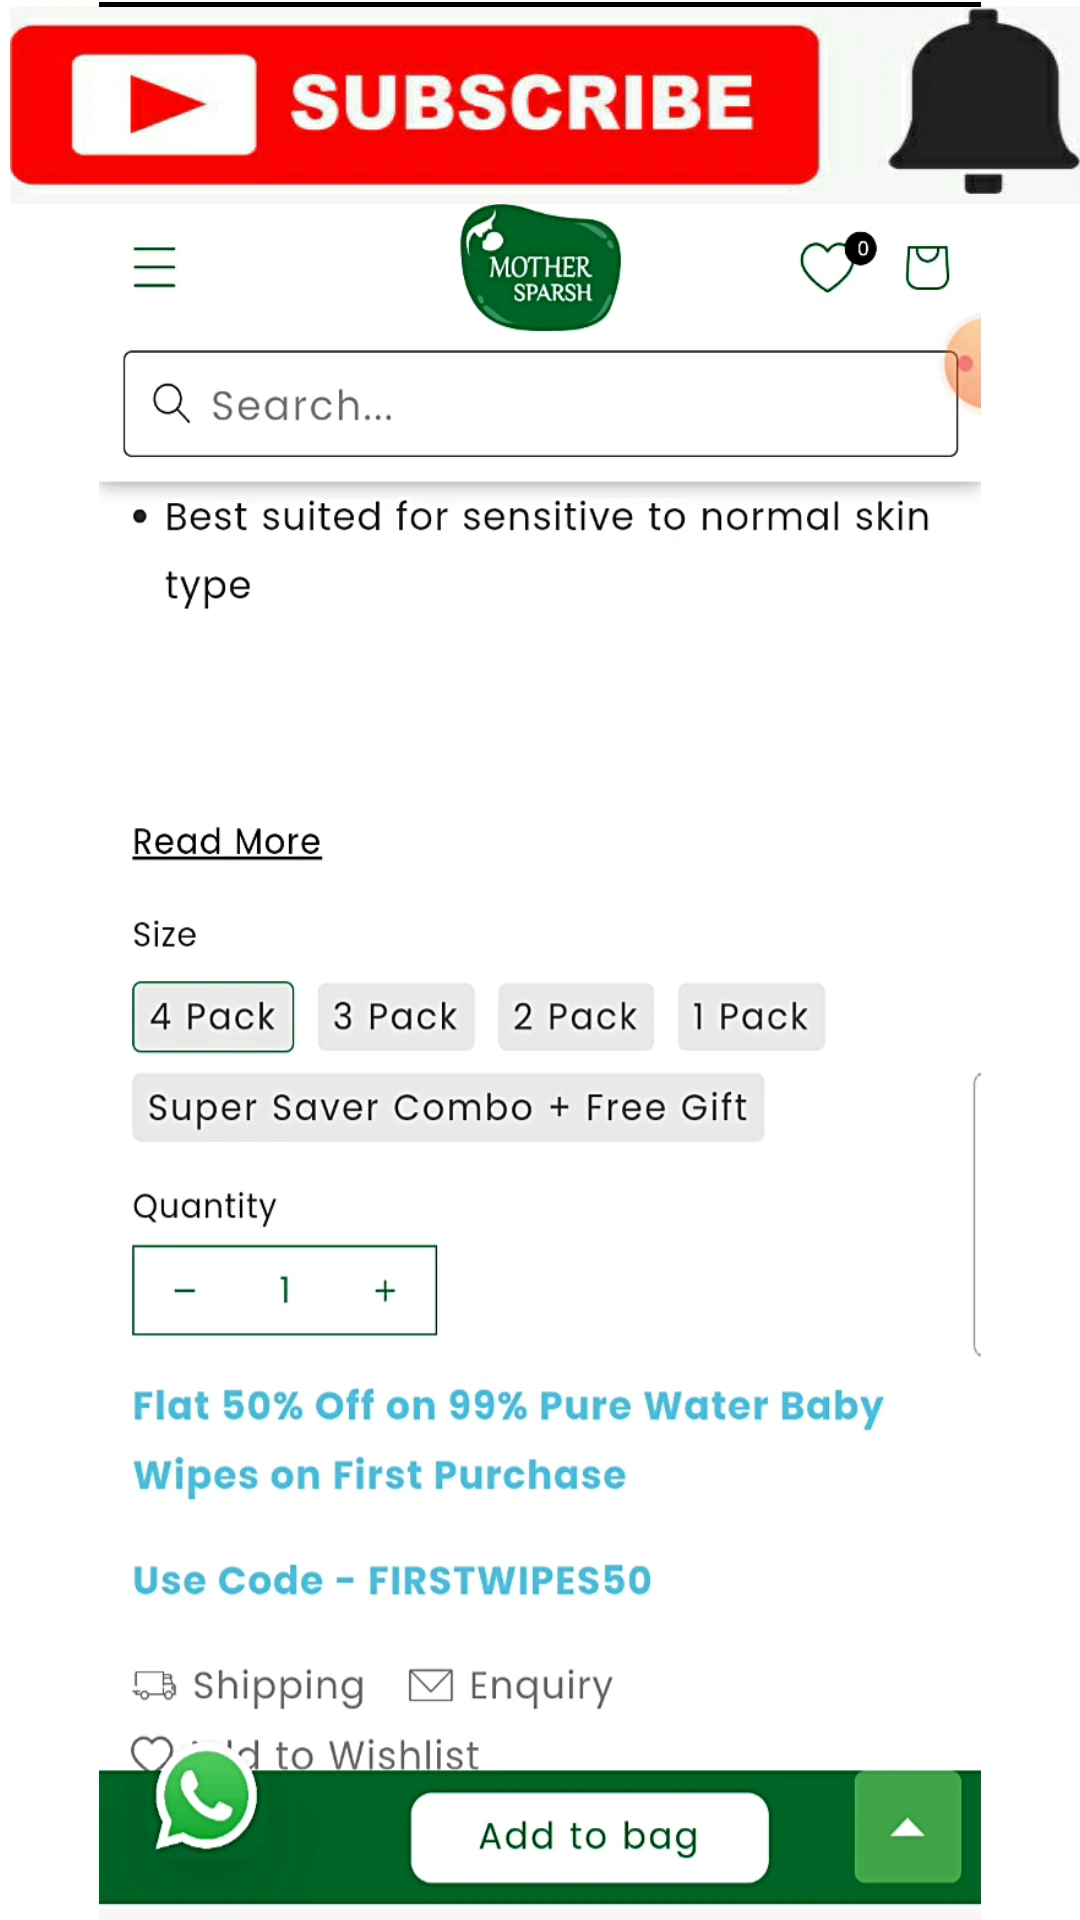 SUBSCRIBE
MOTHER
SPARSH
0
Search...
• Best suited for sensitive to normal skin
type
Read More
Size
4 Pack 3 Pack 2 Pack 1 Pack
Super Saver Combo + Free Gift
Quantity
− 1 +
Flat 50% Off on 99% Pure Water Baby
Wipes on First Purchase
Use Code - FIRSTWIPES50
Shipping Enquiry
to Wishlist
Add to bag